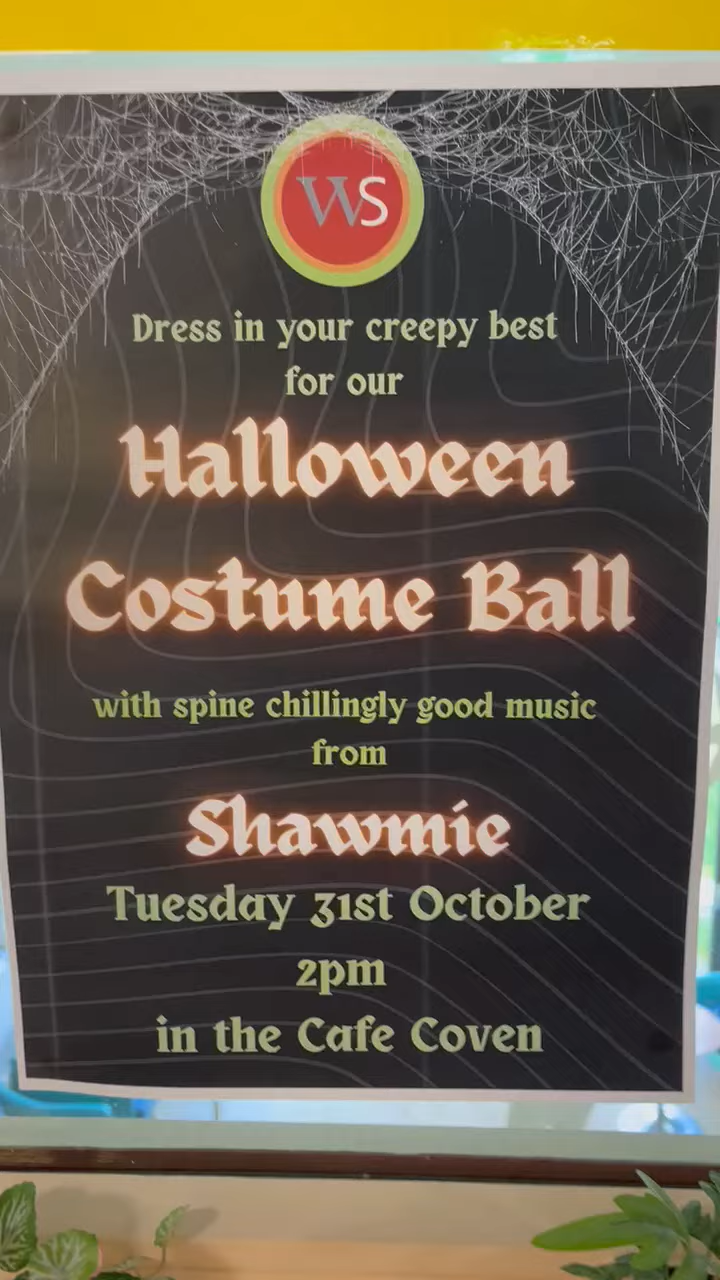 WS
Dress in your creepy best
for our
Halloween
Costume Ball
with spine chillingly good music
from
Shawmie
Tuesday 31st October
2pm
in the Cafe Coven